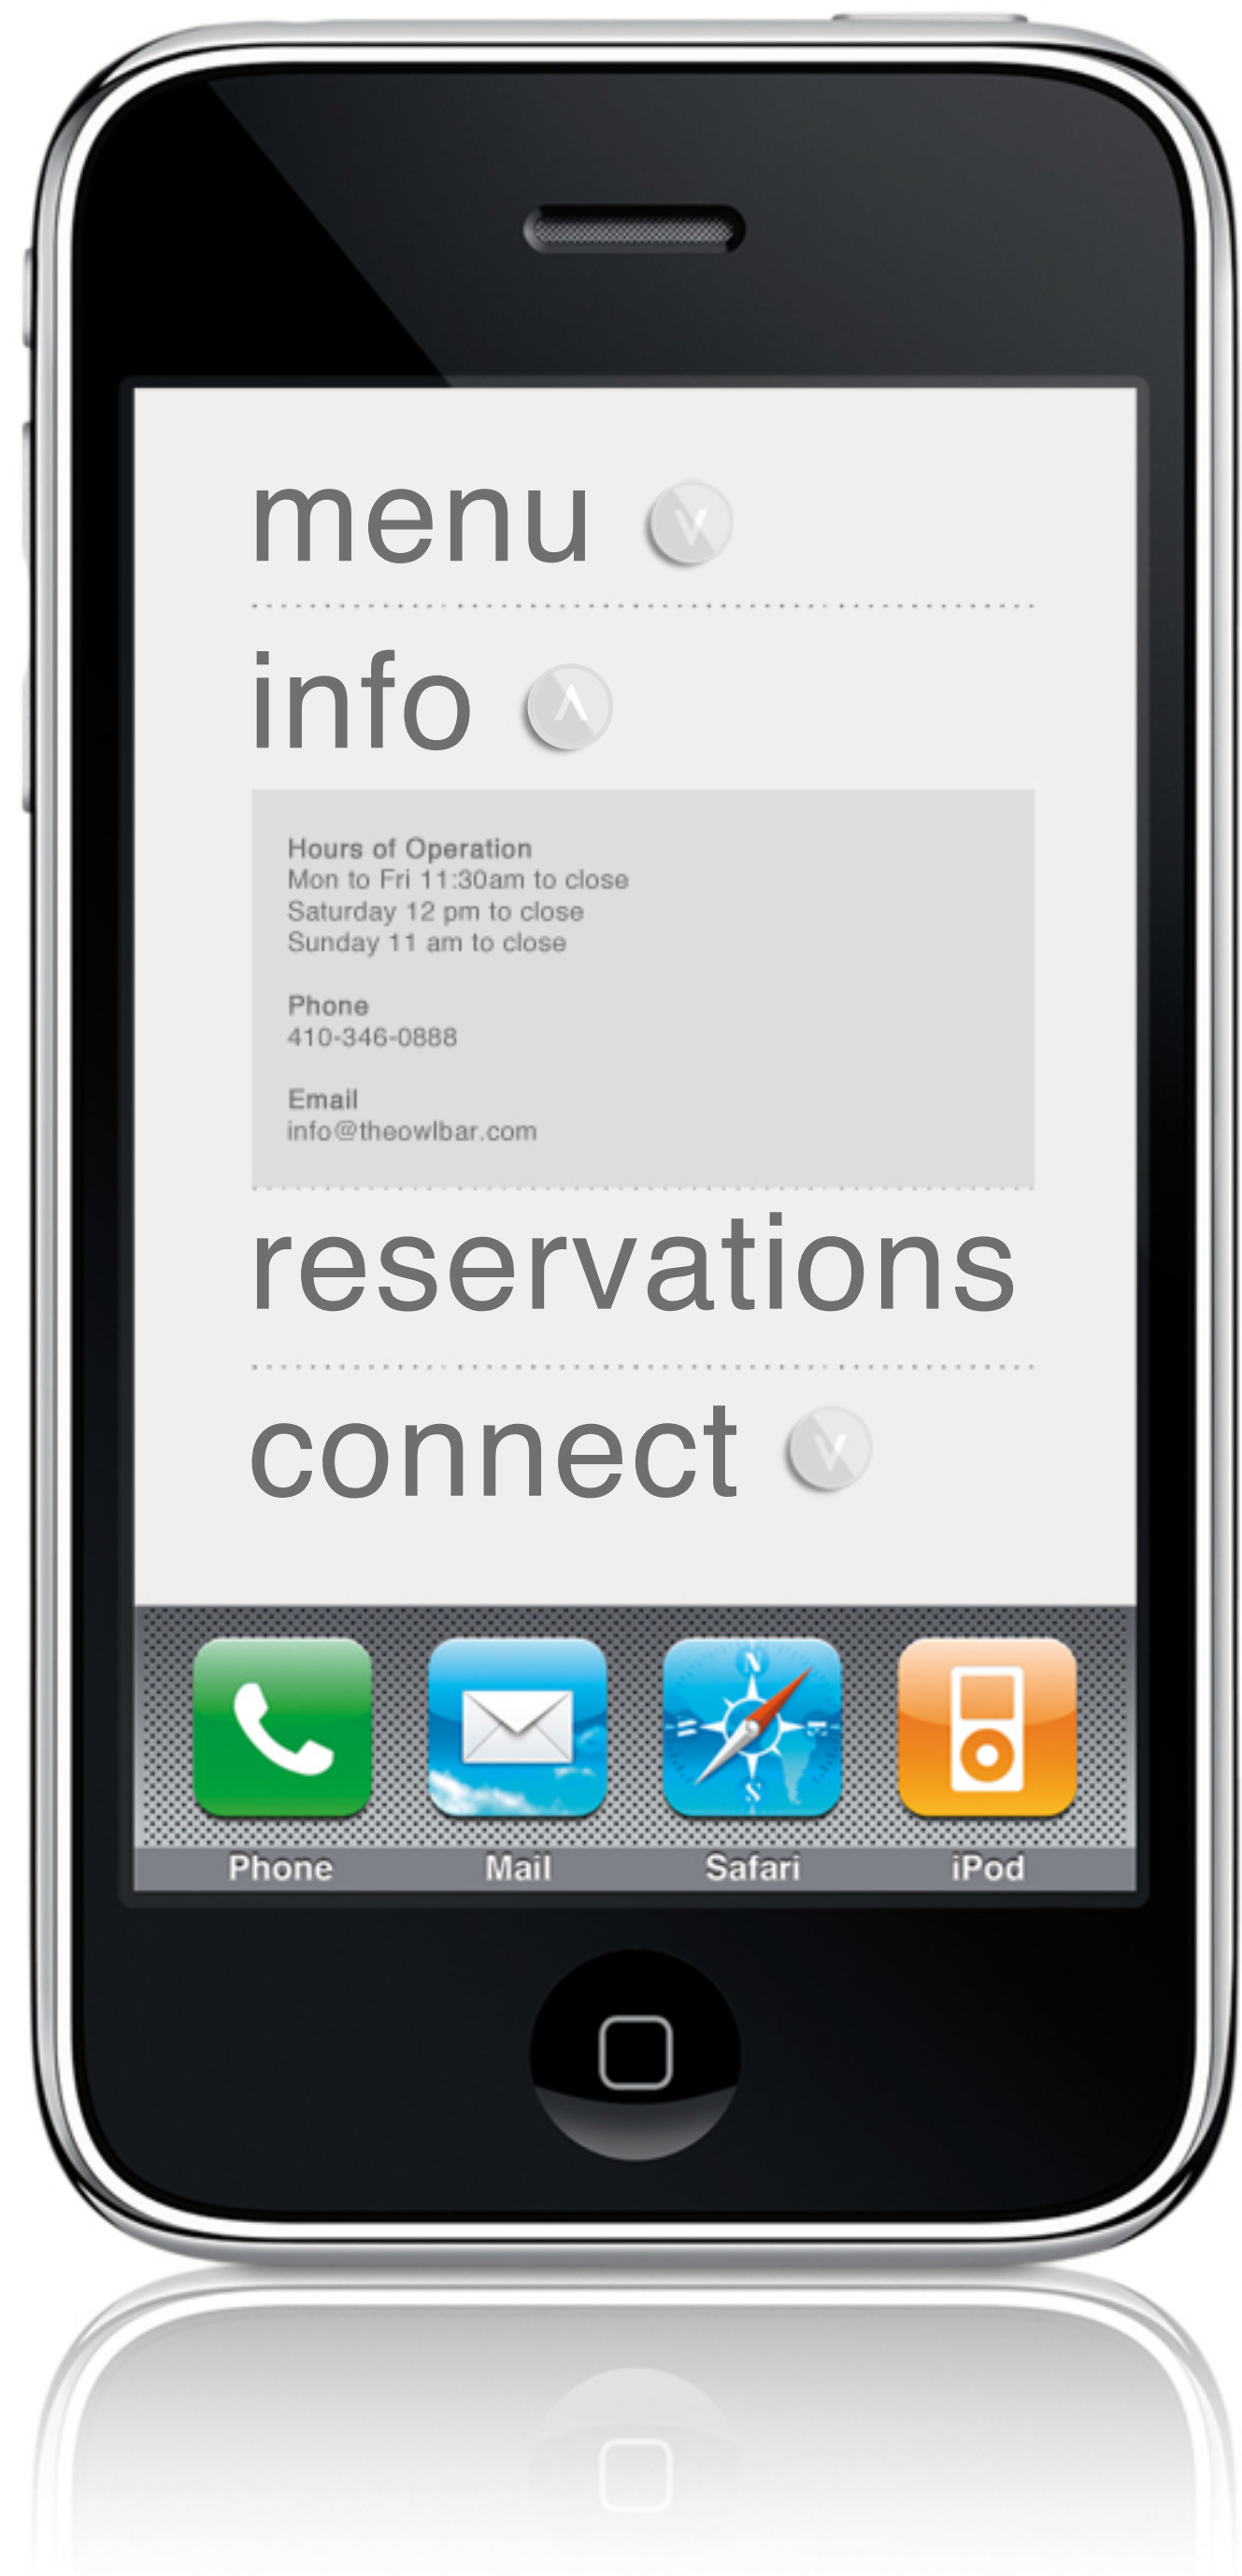 menu
info
Hours of Operation
Mon to Fri 11:30am to close
Saturday 12 pm to close
Sunday 11 am to close
Phone
410-346-0888
Email
info@theowlbar.com
reservations
connect
N
S
Phone Mail Safari iPod